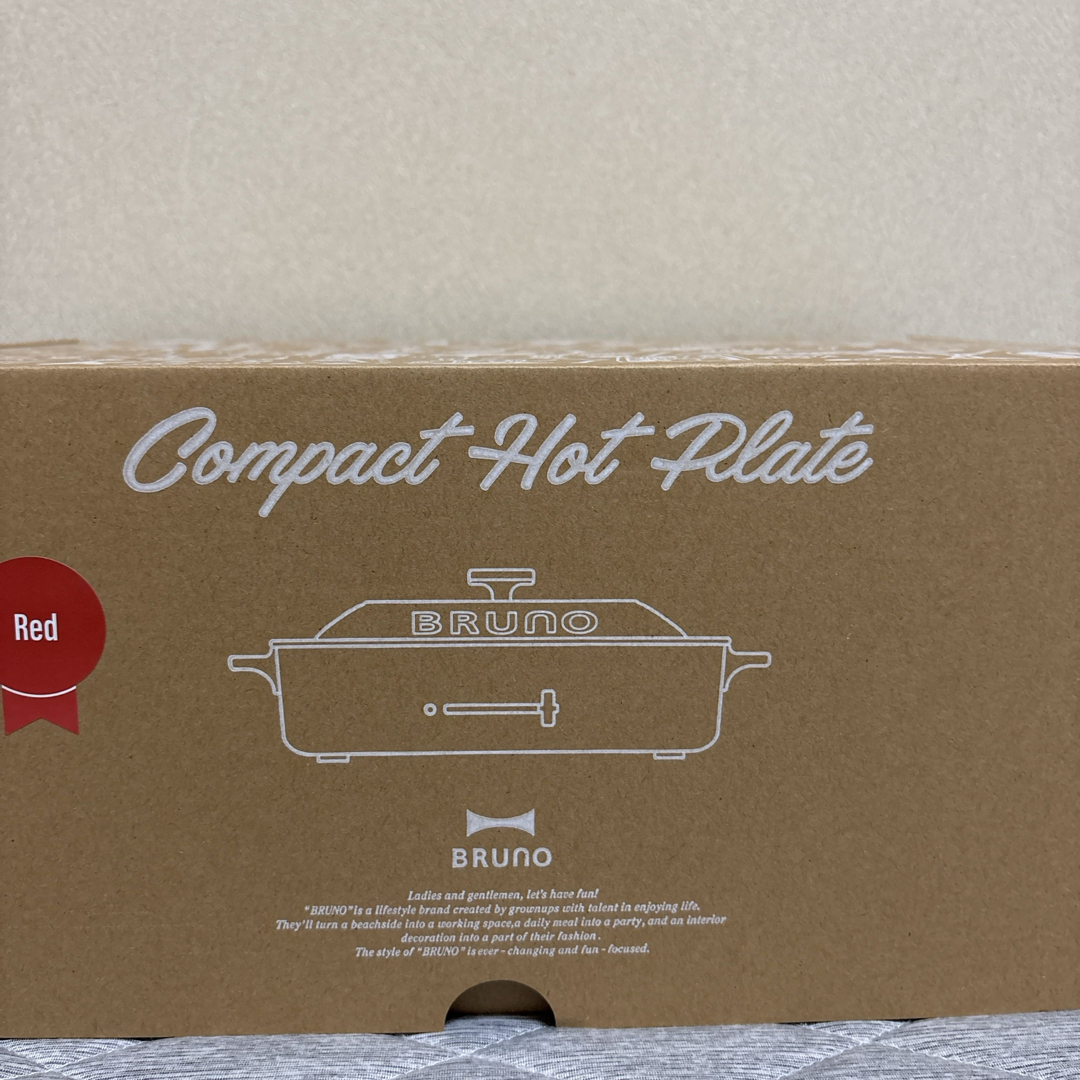 Compact Hot Plate
Red
BRUNO
BRUNO
Ladies and gentlemen, let's have fun!
"BRUNO"is a lifestyle brand created by grownups with talent in enjoying life.
They'll turn a beachside into a working space,a daily meal into a party, and an interior
decoration into a part of their fashion.
The style of "BRUNO" is ever-changing and fun-focused.